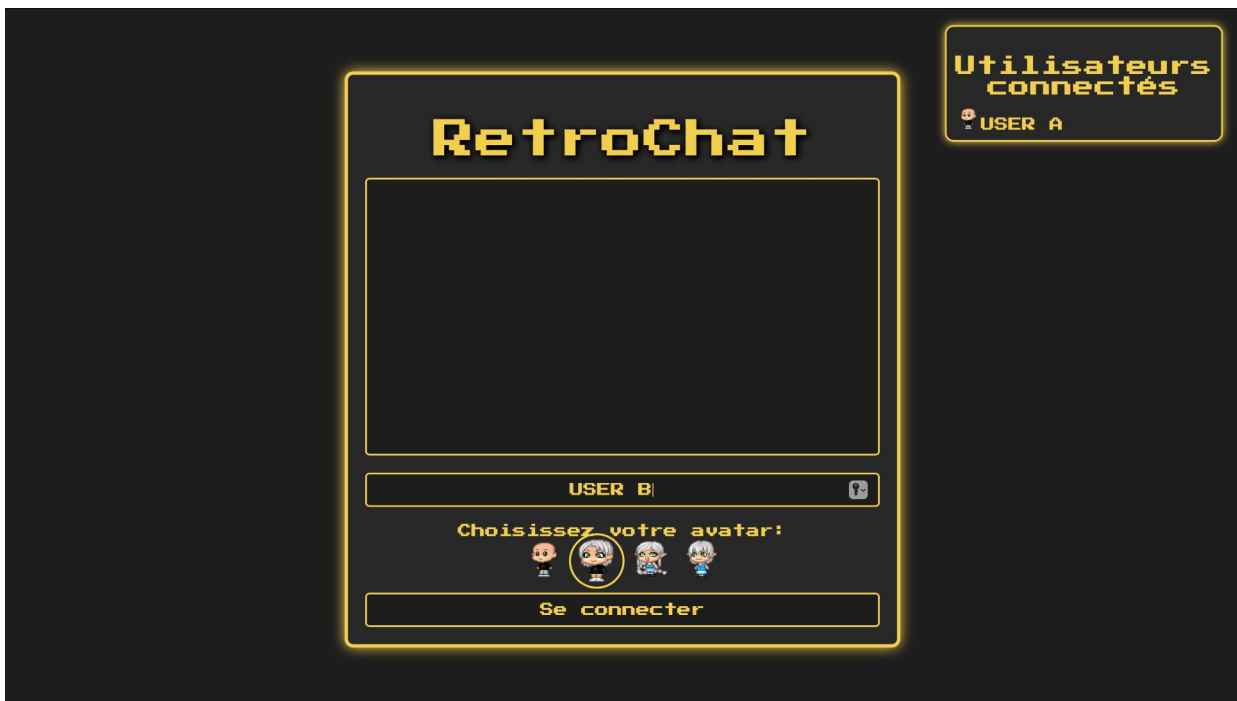 RetroChat
USER B
Choisissez votre avatar:
Se connecter
Utilisateurs
connectés
USER A